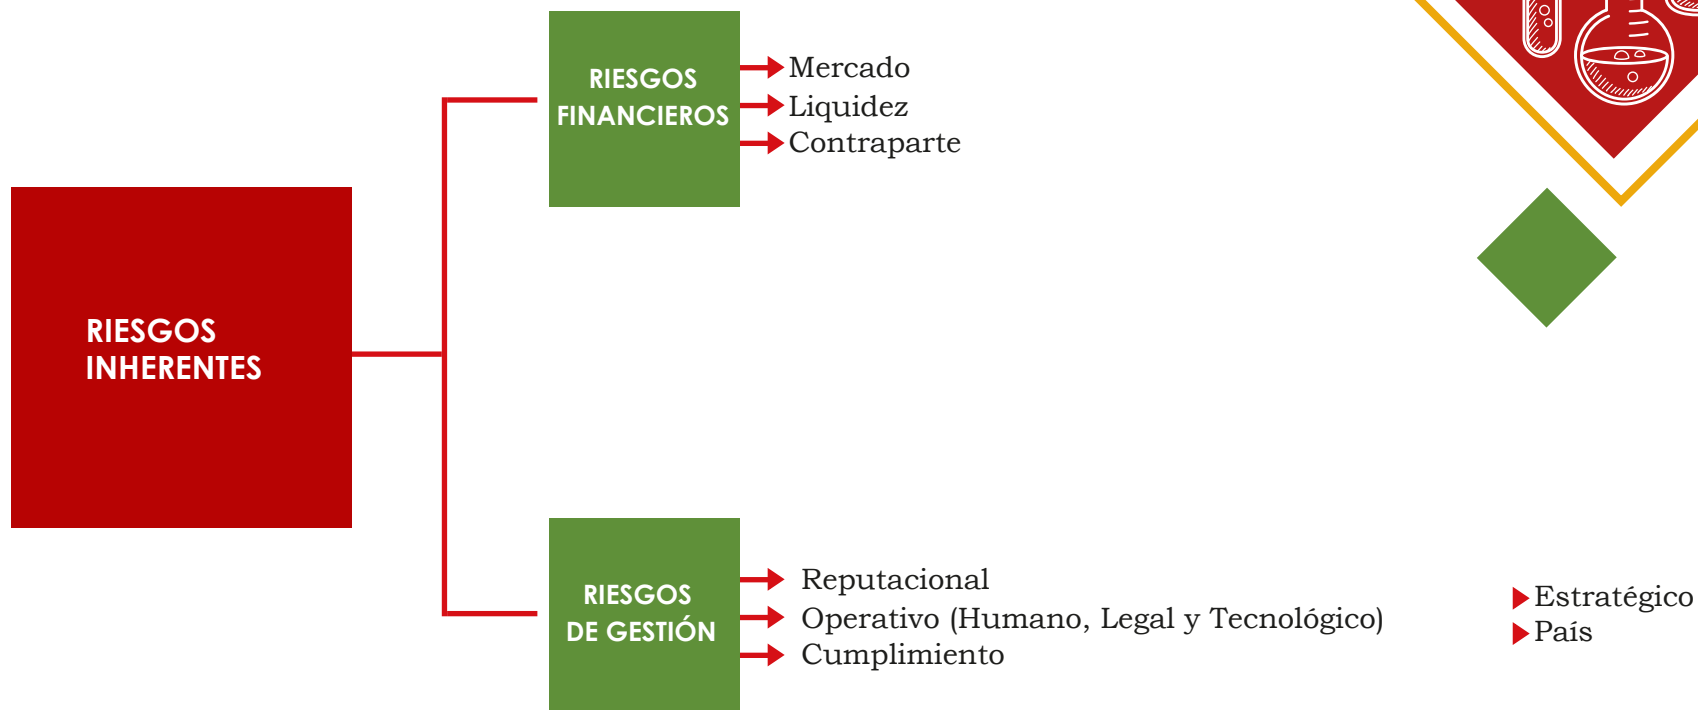 RIESGOS
FINANCIEROS
Mercado
Liquidez
Contraparte
RIESGOS
INHERENTES
RIESGOS
DE GESTIÓN
Reputacional
Operativo (Humano, Legal y Tecnológico)
Cumplimiento
Estratégico
País